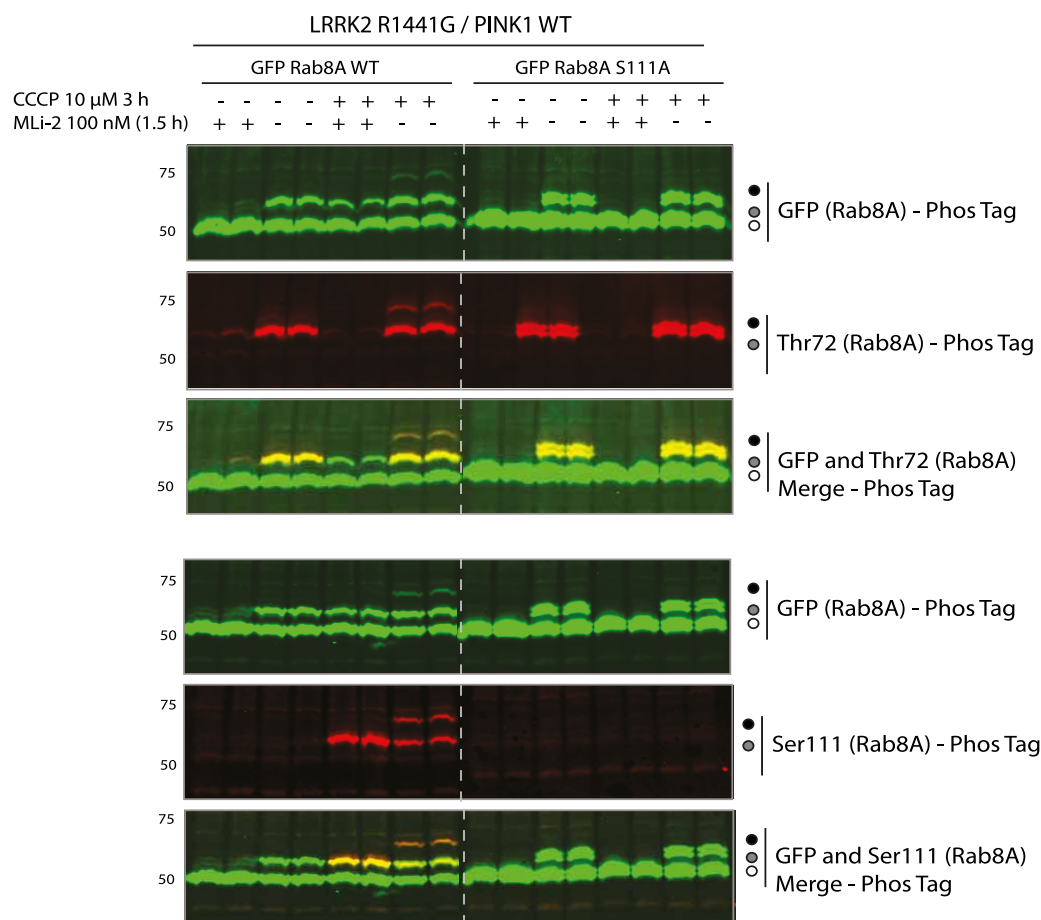 LRRK2 R1441G / PINK1 WT
GFP Rab8A WT GFP Rab8A S111A
CCCP 10 µM 3 h - - - - + + + + - - - - + + + +
MLi-2 100 nM (1.5 h) + + - - + + - - + + - - + + - -
75
50
GFP (Rab8A) - Phos Tag
75
50
Thr72 (Rab8A) - Phos Tag
75
50
GFP and Thr72 (Rab8A)
Merge - Phos Tag
75
50
GFP (Rab8A) - Phos Tag
75
50
Ser111 (Rab8A) - Phos Tag
75
50
GFP and Ser111 (Rab8A)
Merge - Phos Tag